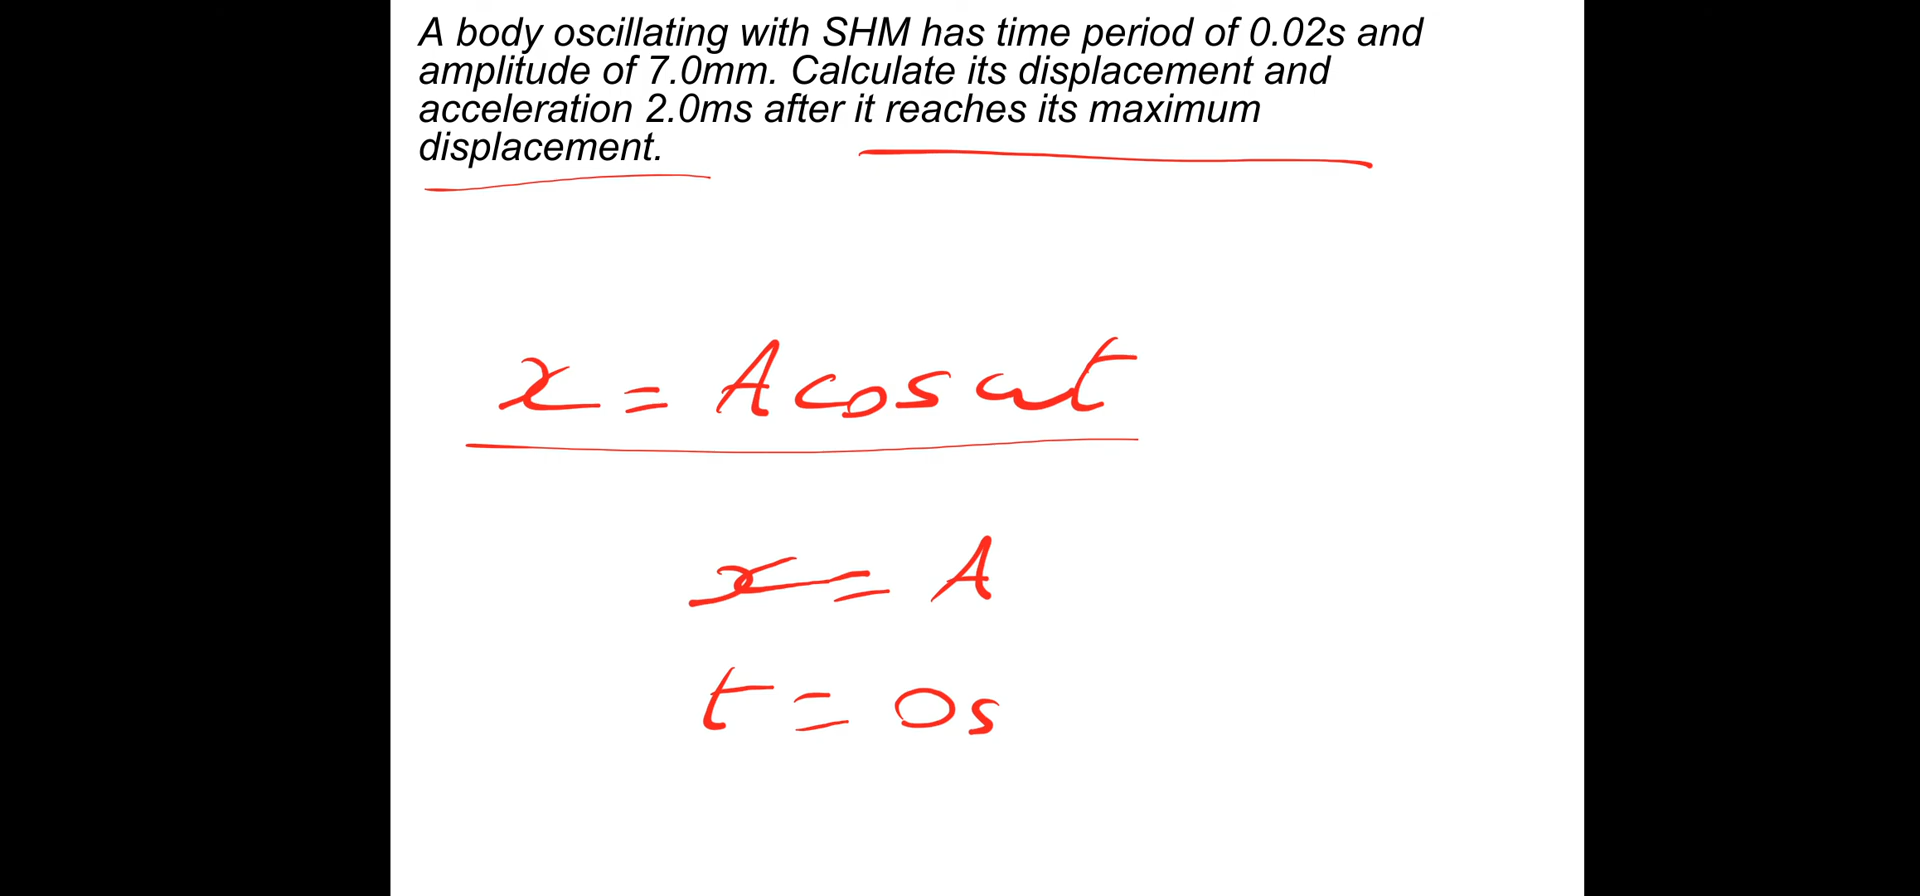 A body oscillating with SHM has time period of 0.02s and
amplitude of 7.0mm. Calculate its displacement and
acceleration 2.0ms after it reaches its maximum
displacement.
x = A cos ωt
x = A
t = 0s